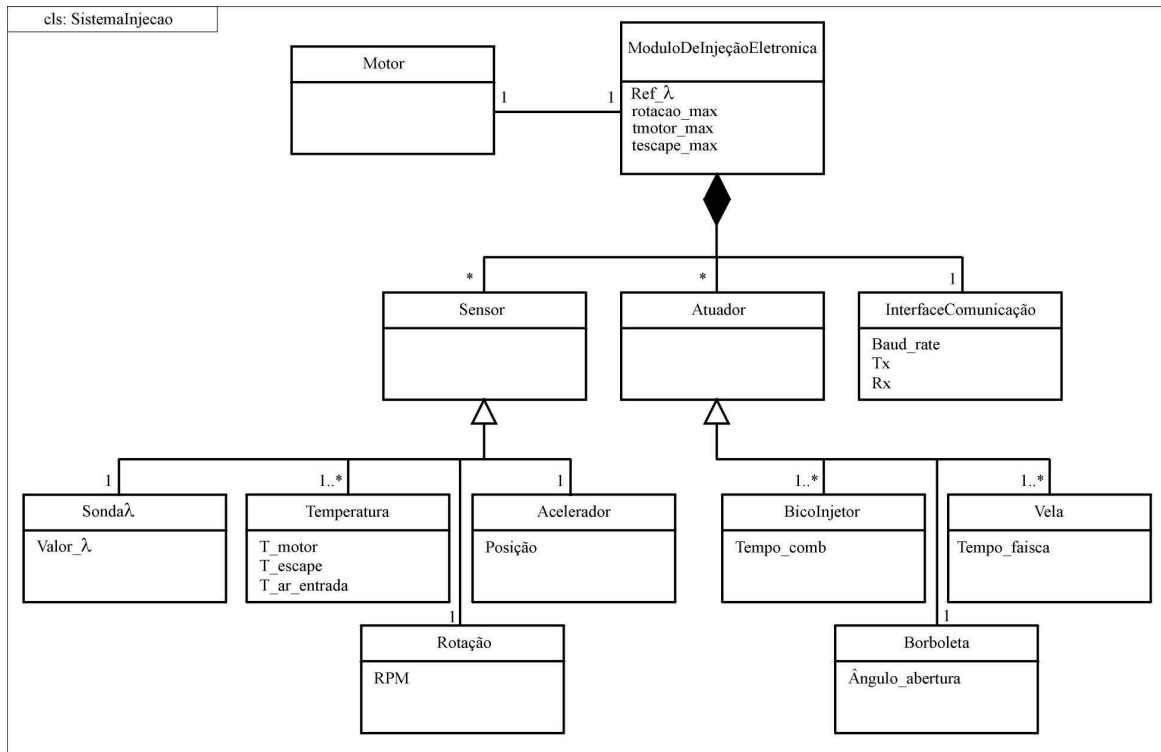 cls: SistemaInjecao
Motor
ModuloDeInjeçãoEletronica
1
1
Ref_λ
rotacao_max
tmotor_max
tescape_max
*
*
1
Sensor
Atuador
InterfaceComunicação
Baud_rate
Tx
Rx
1
1..*
1
1..*
1..*
Sondaλ
Temperatura
Acelerador
BicoInjetor
Vela
Valor_λ
T_motor
T_escape
T_ar_entrada
Posição
Tempo_comb
Tempo_faisca
1
1
Rotação
Borboleta
RPM
Ângulo_abertura